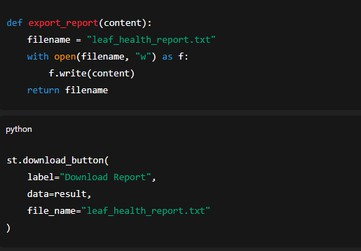 def export_report(content):
    filename = "leaf_health_report.txt"
    with open(filename, "w") as f:
        f.write(content)
    return filename
python
st.download_button(
    label="Download Report",
    data=result,
    file_name="leaf_health_report.txt"
)